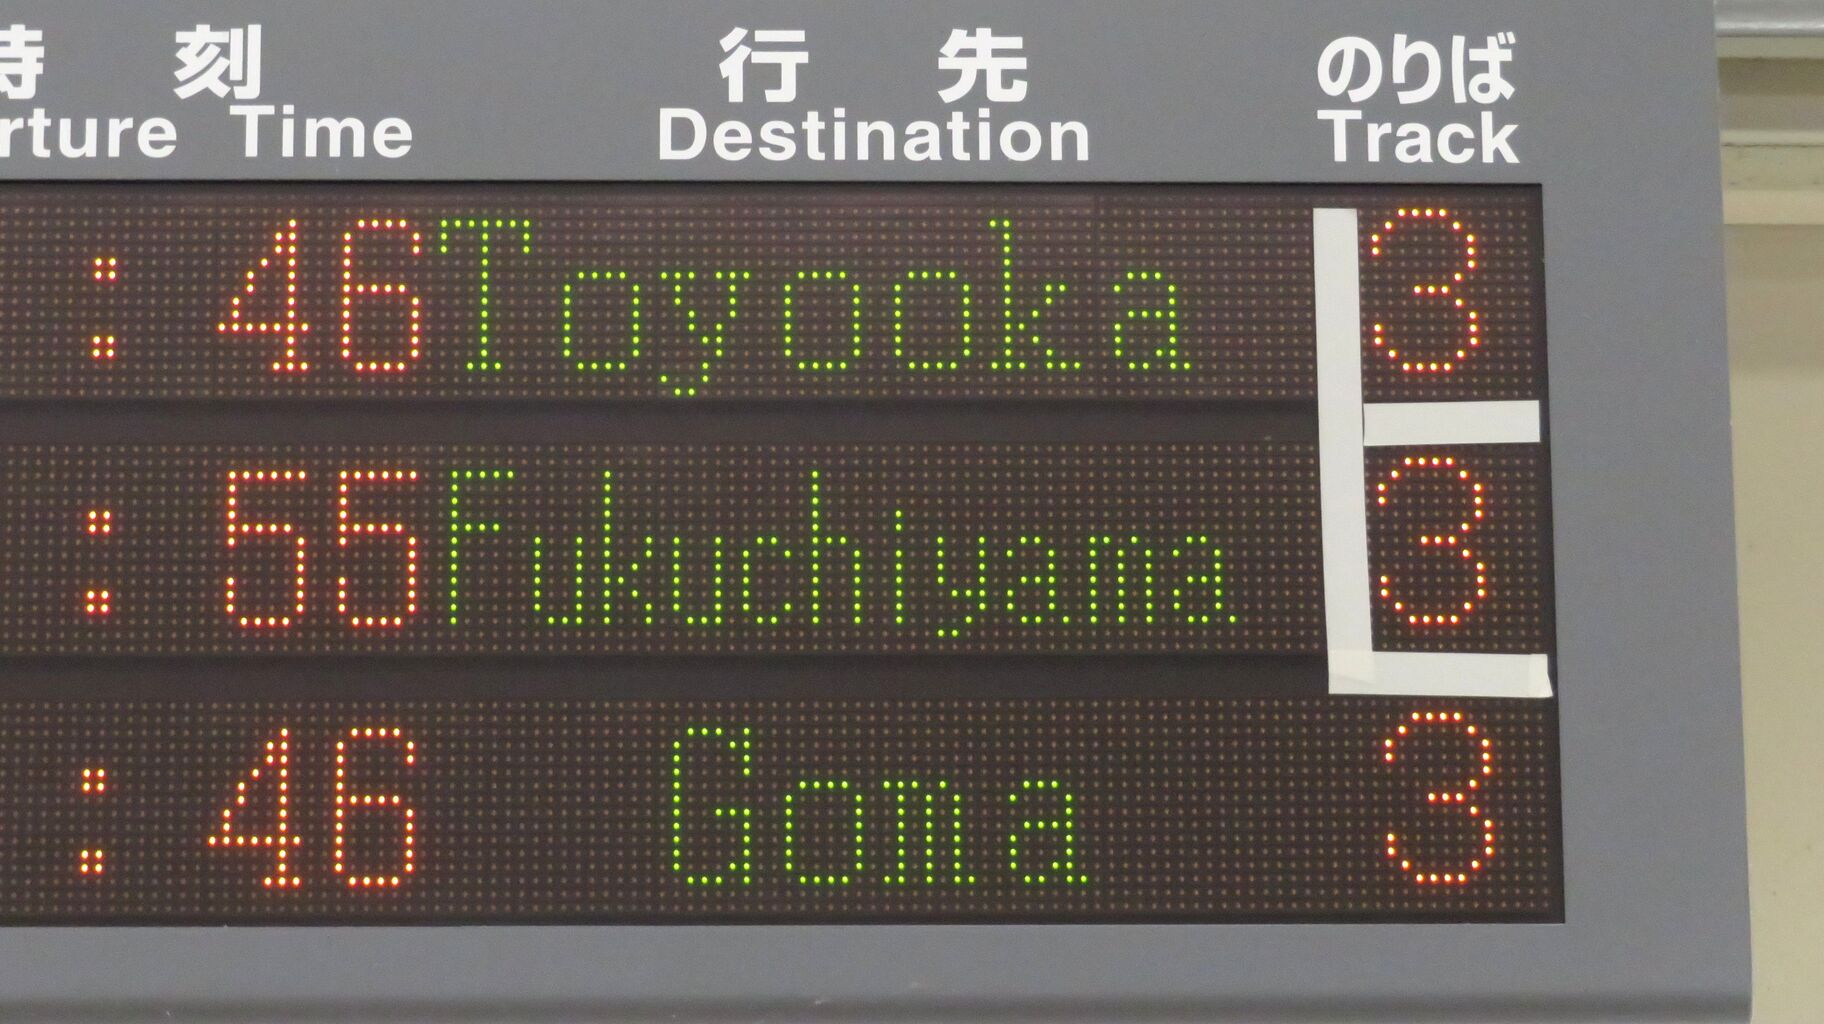 時刻 行先 のりば
rture Time Destination Track
: 46 Toyooka 3
: 55 Fukuchiyama 3
: 46 Goma 3